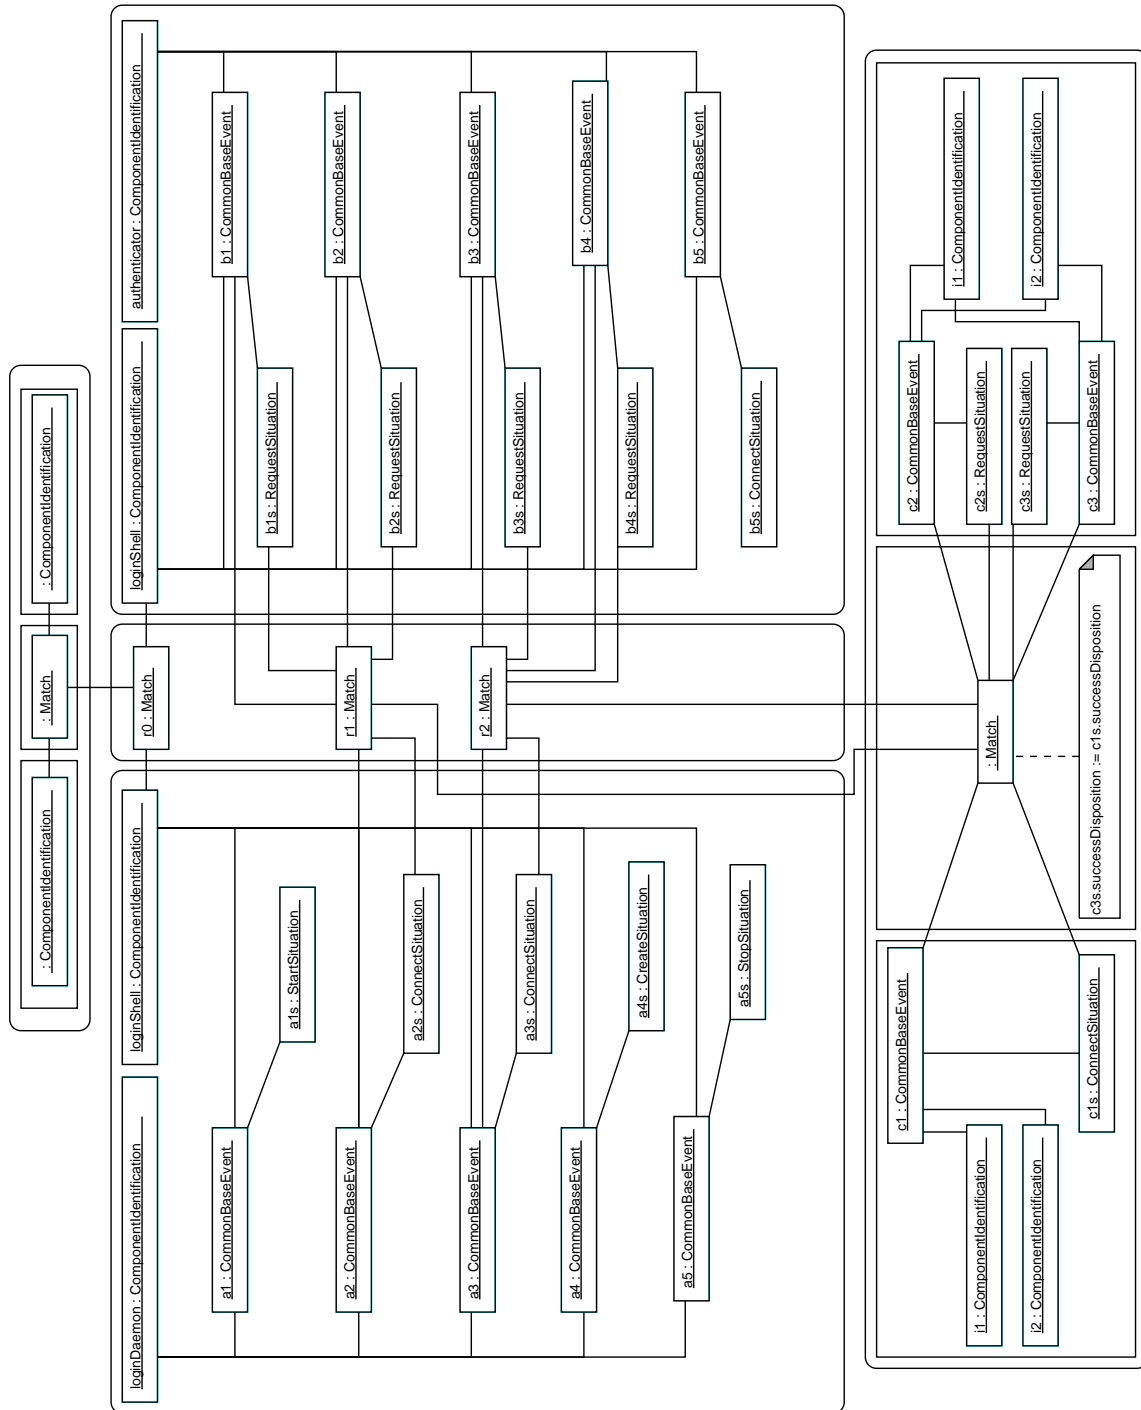 : ComponentIdentification
: Match
: ComponentIdentification
loginDaemon : ComponentIdentification
loginShell : ComponentIdentification
r0 : Match
loginShell : ComponentIdentification
authenticator : ComponentIdentification
a1 : CommonBaseEvent
a1s : StartSituation
b1s : RequestSituation
b1 : CommonBaseEvent
a2 : CommonBaseEvent
a2s : ConnectSituation
r1 : Match
b2s : RequestSituation
b2 : CommonBaseEvent
a3 : CommonBaseEvent
a3s : ConnectSituation
r2 : Match
b3s : RequestSituation
b3 : CommonBaseEvent
a4 : CommonBaseEvent
a4s : CreateSituation
b4s : RequestSituation
b4 : CommonBaseEvent
a5 : CommonBaseEvent
a5s : StopSituation
b5s : ConnectSituation
b5 : CommonBaseEvent
c1 : CommonBaseEvent
i1 : ComponentIdentification
i2 : ComponentIdentification
c1s : ConnectSituation
: Match
c3s.successDisposition := c1s.successDisposition
c2 : CommonBaseEvent
c2s : RequestSituation
c3s : RequestSituation
c3 : CommonBaseEvent
i1 : ComponentIdentification
i2 : ComponentIdentification